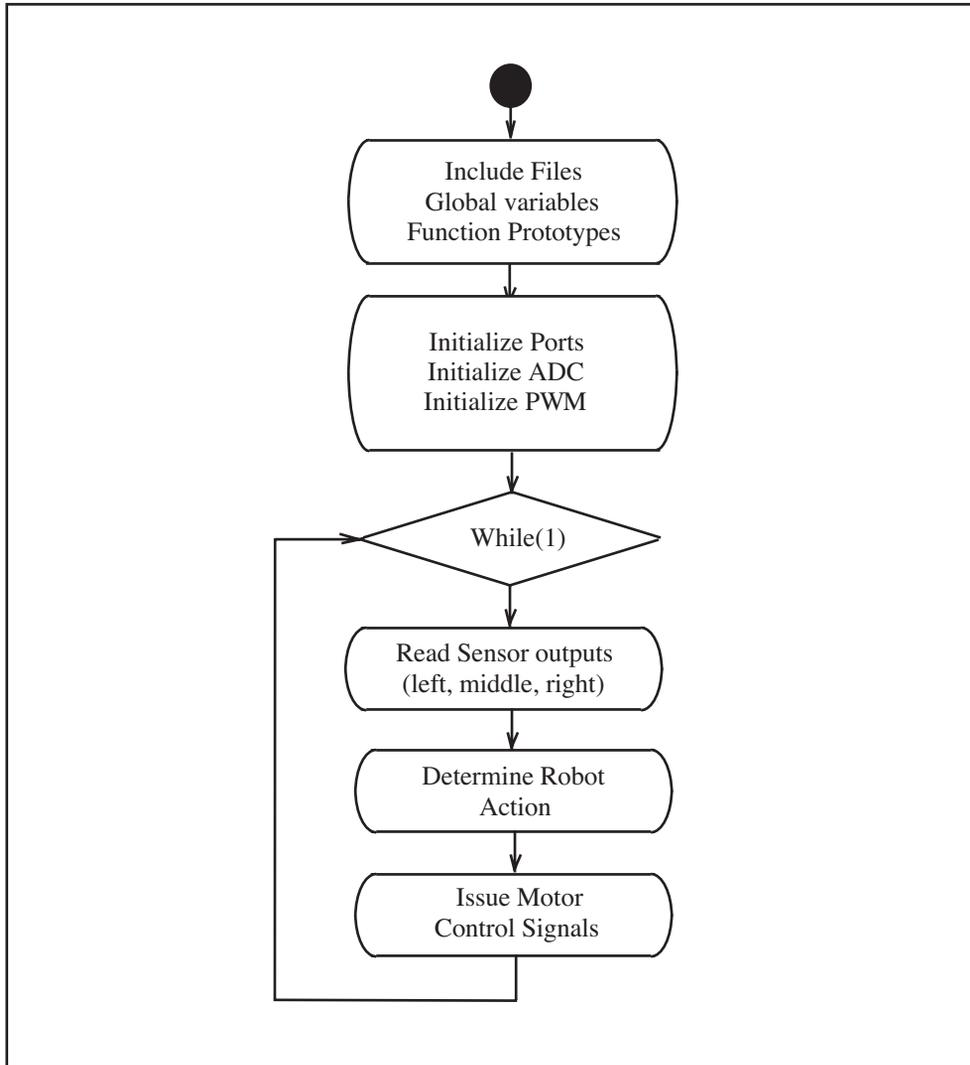 Include Files
Global variables
Function Prototypes
Initialize Ports
Initialize ADC
Initialize PWM
While(1)
Read Sensor outputs
(left, middle, right)
Determine Robot
Action
Issue Motor
Control Signals